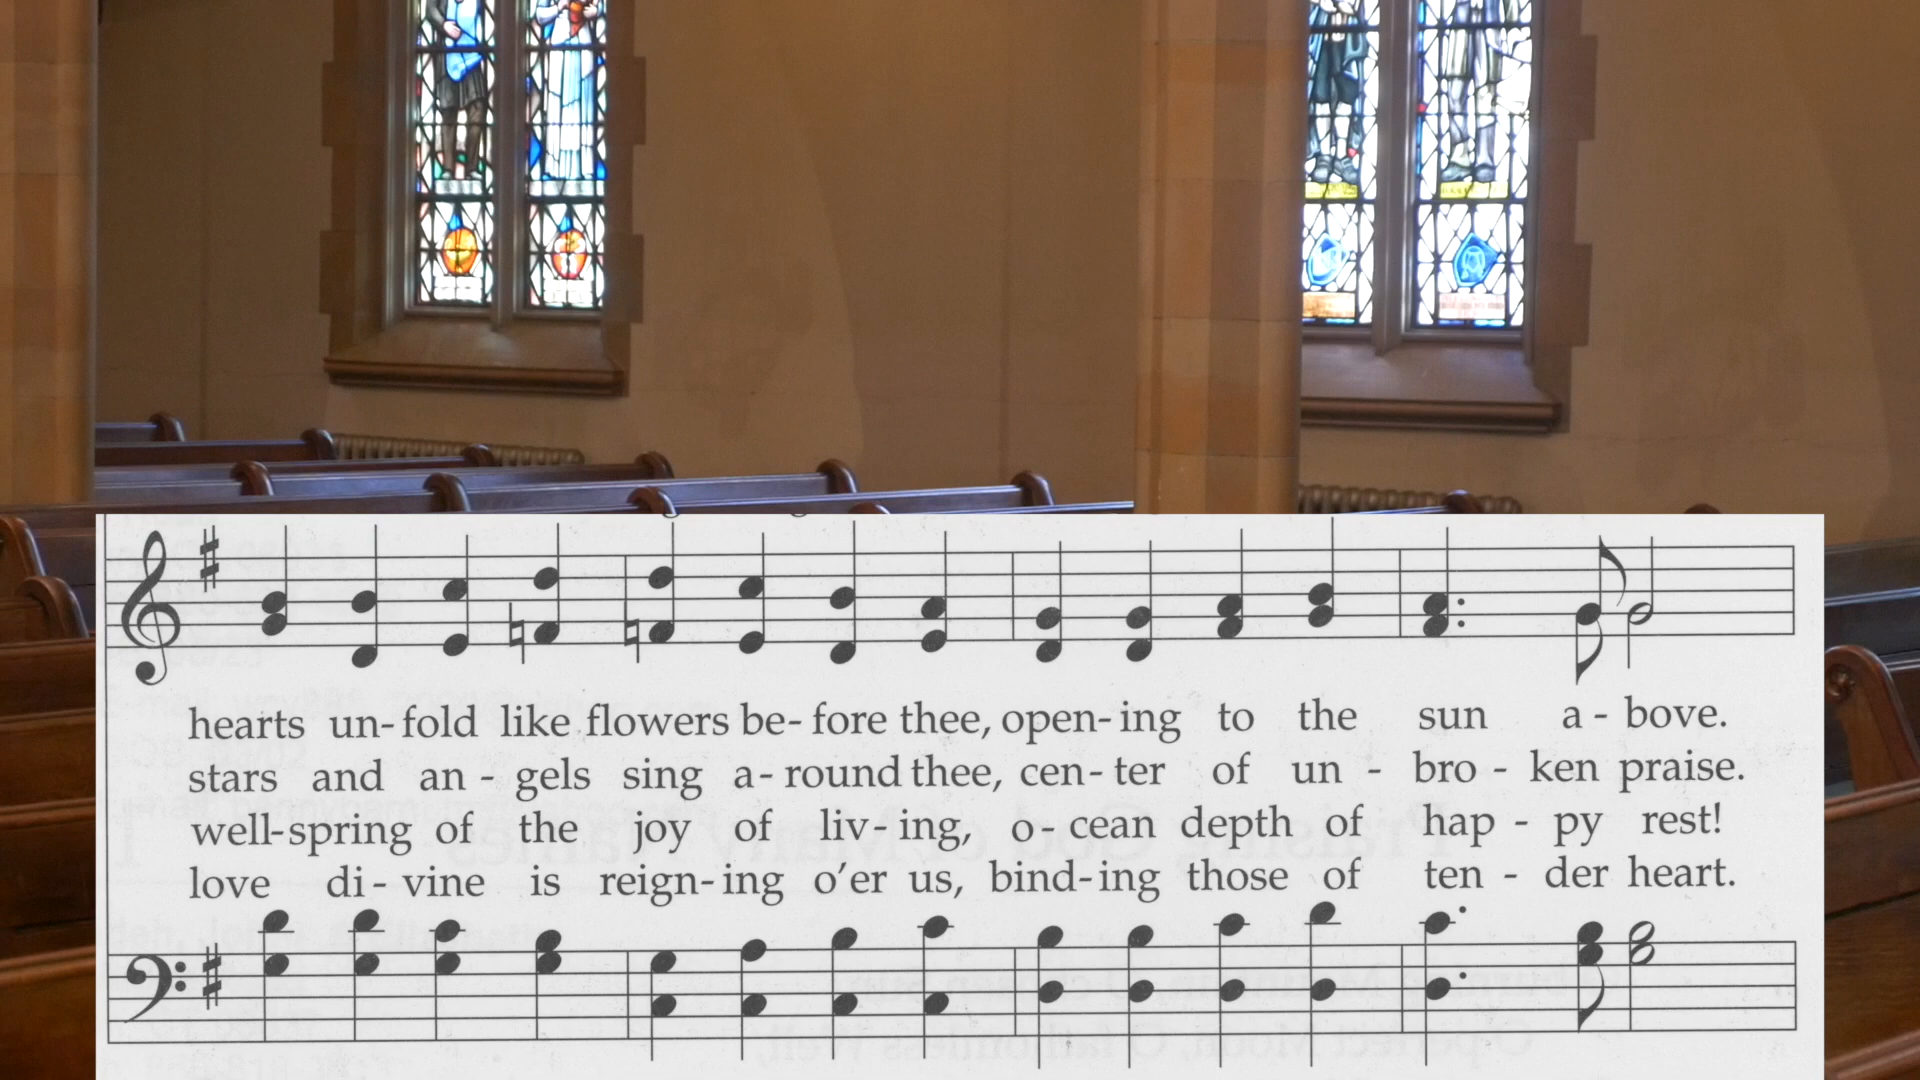 hearts un-fold like flowers be-fore thee, open-ing to the sun a-bove.
stars and an-gels sing a-round thee, cen-ter of un-bro-ken praise.
well-spring of the joy of liv-ing, o-cean depth of hap-py rest!
love di-vine is reign-ing o'er us, bind-ing those of ten-der heart.